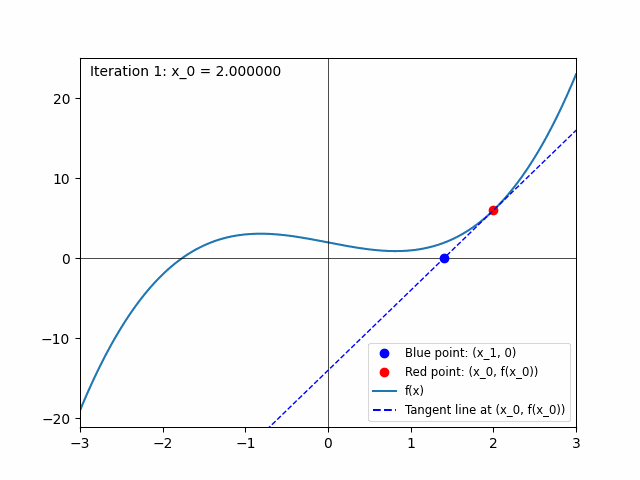 Iteration 1: x_0 = 2.000000
20
10
0
−10
−20
−3
−2
−1
0
1
2
3
Blue point: (x_1, 0)
Red point: (x_0, f(x_0))
f(x)
Tangent line at (x_0, f(x_0))